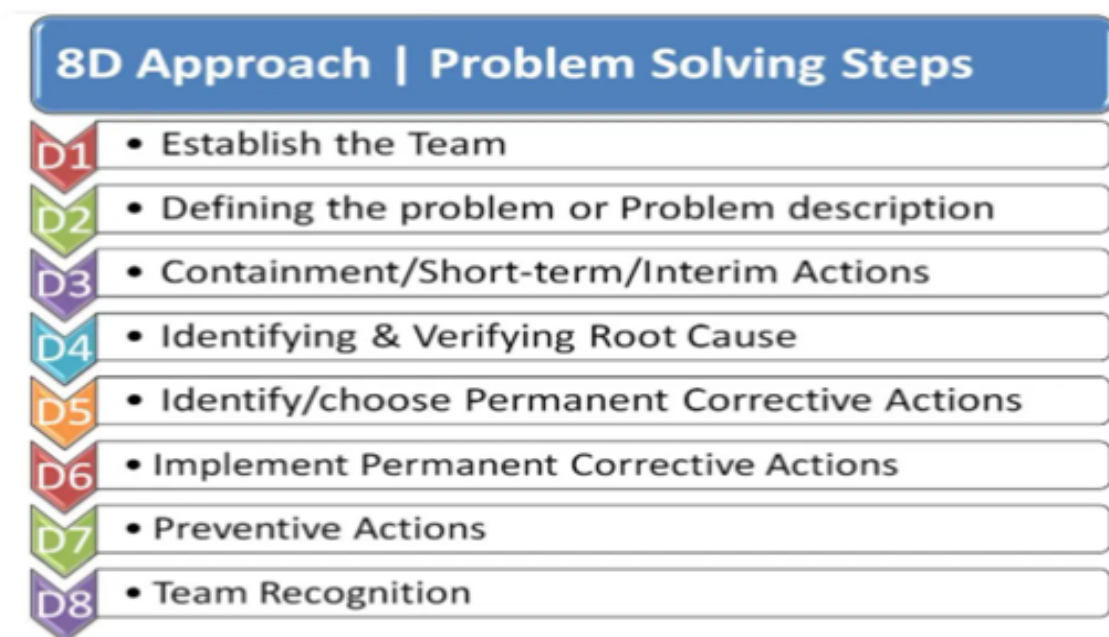 8D Approach | Problem Solving Steps
D1 • Establish the Team
D2 • Defining the problem or Problem description
D3 • Containment/Short-term/Interim Actions
D4 • Identifying & Verifying Root Cause
D5 • Identify/choose Permanent Corrective Actions
D6 • Implement Permanent Corrective Actions
D7 • Preventive Actions
D8 • Team Recognition